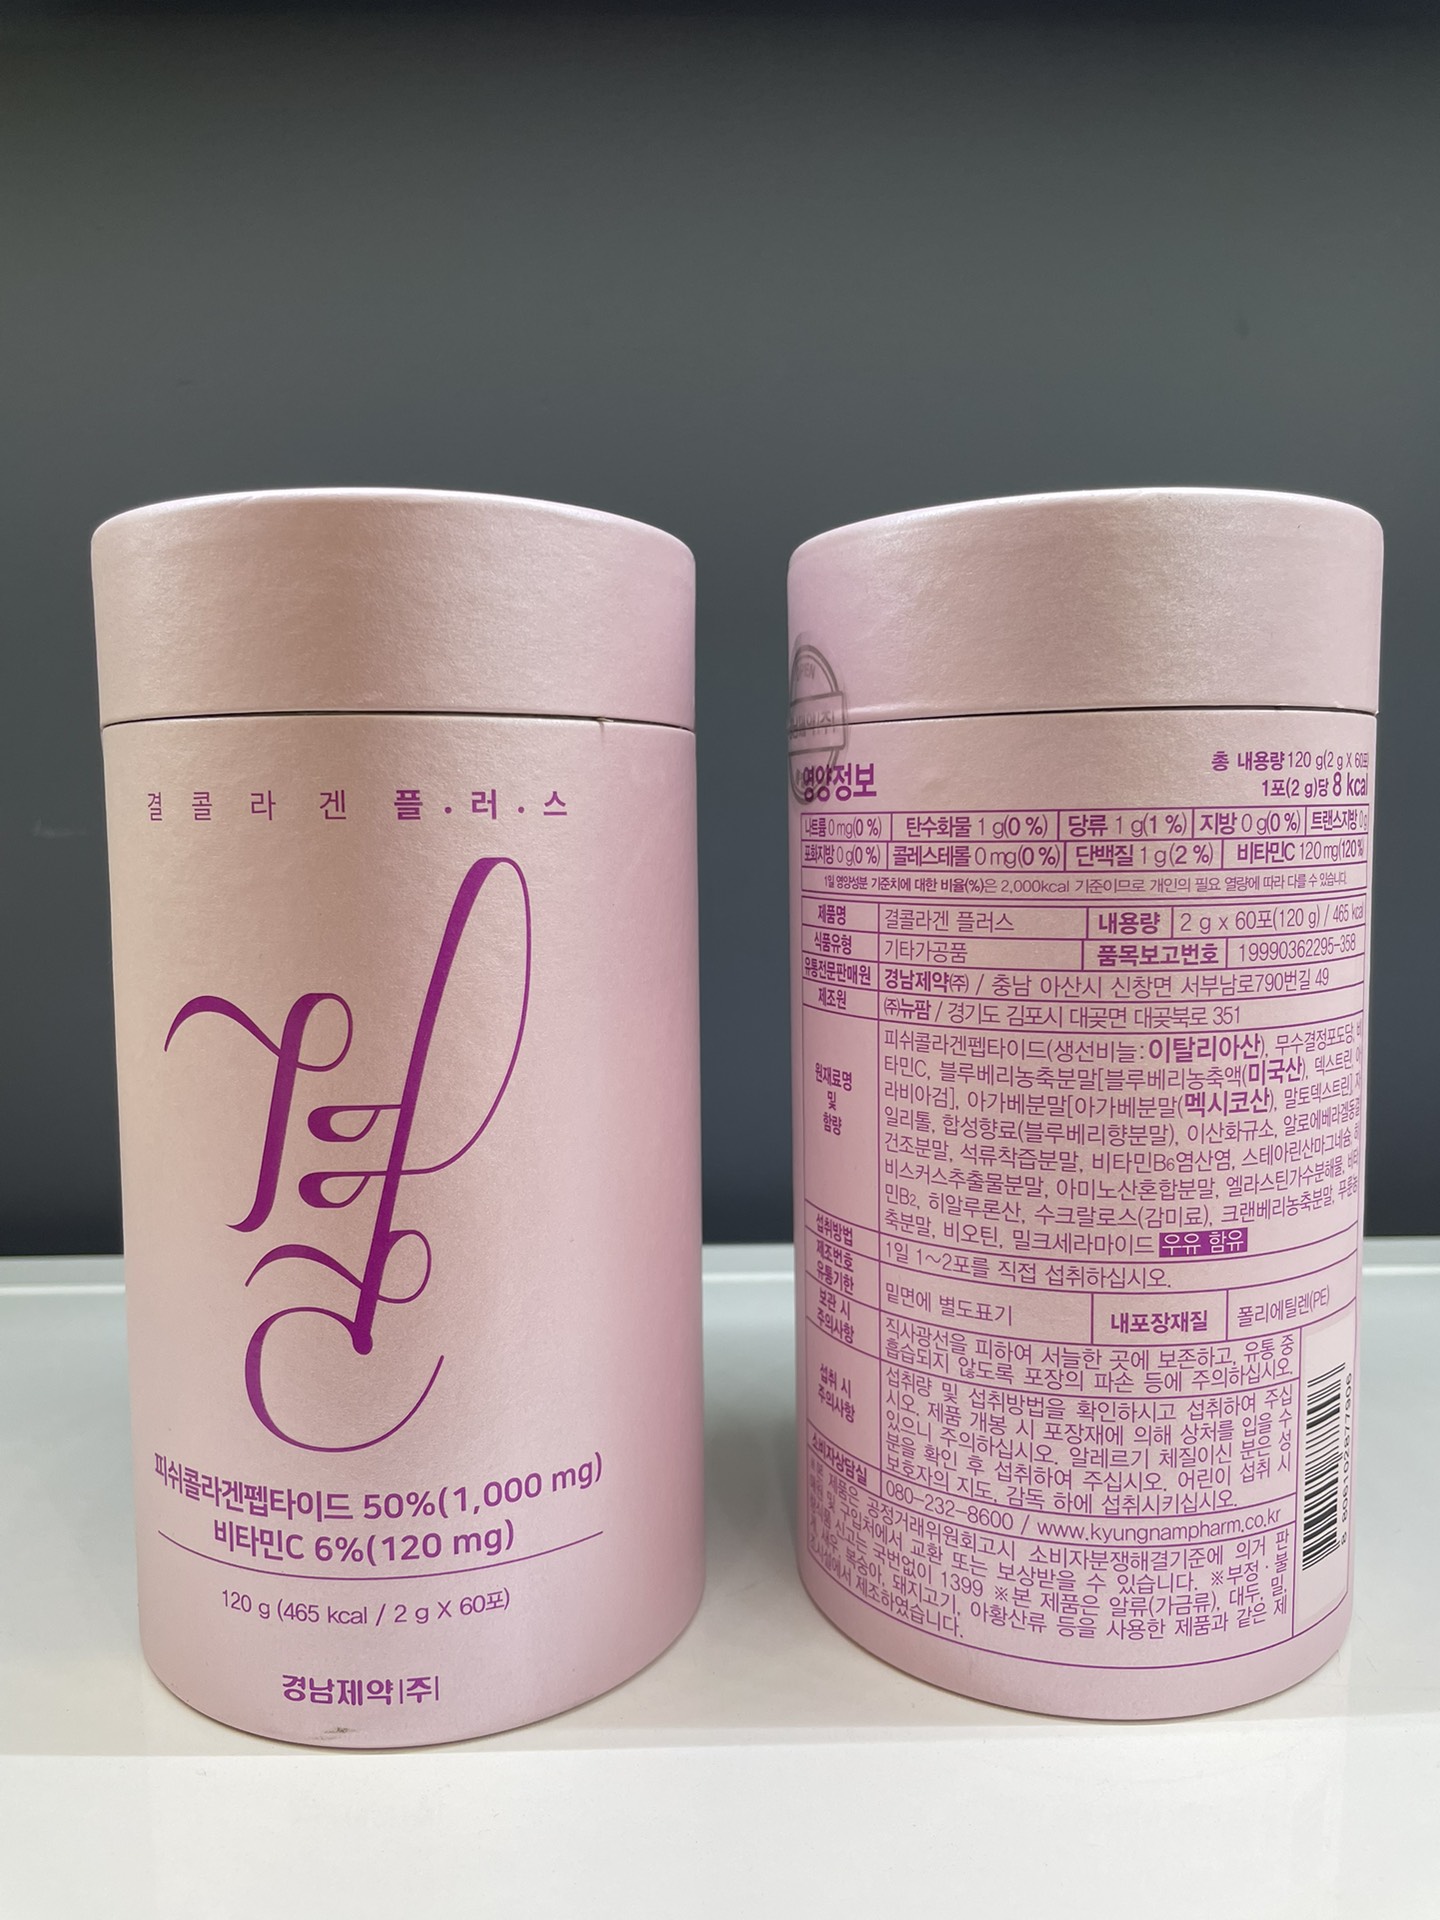 결 콜 라 겐 플·러·스
결
피쉬콜라겐펩타이드 50%(1,000 mg)
비타민C 6%(120 mg)
120 g (465 kcal / 2 g X 60포)
경남제약|주|
OPEN
영양정보
총 내용량 120 g(2 g X 60포)
1포(2 g)당 8 kcal
나트륨 0 mg(0 %) 탄수화물 1 g(0 %) 당류 1 g(1 %) 지방 0 g(0 %) 트랜스지방 0 g
포화지방 0 g(0 %) 콜레스테롤 0 mg(0 %) 단백질 1 g(2 %) 비타민C 120 mg(120 %)
1일 영양성분 기준치에 대한 비율(%)은 2,000kcal 기준이므로 개인의 필요 열량에 따라 다를 수 있습니다.
제품명 결콜라겐 플러스 내용량 2 g x 60포(120 g) / 465 kcal
식품유형 기타가공품 품목보고번호 19990362295-358
유통전문판매원 경남제약㈜ / 충남 아산시 신창면 서부남로790번길 49
제조원 ㈜뉴팜 / 경기도 김포시 대곶면 대곶북로 351
원재료명 및 함량
피쉬콜라겐펩타이드(생선비늘:이탈리아산), 무수결정포도당, 비
타민C, 블루베리농축분말[블루베리농축액(미국산), 덱스트린, 아
라비아검], 아가베분말[아가베분말(멕시코산), 말토덱스트린] 자
일리톨, 합성향료(블루베리향분말), 이산화규소, 알로에베라겔동결
건조분말, 석류착즙분말, 비타민B6염산염, 스테아린산마그네슘, 히
비스커스추출물분말, 아미노산혼합분말, 엘라스틴가수분해물, 비타
민B2, 히알루론산, 수크랄로스(감미료), 크랜베리농축분말, 푸룬농
축분말, 비오틴, 밀크세라마이드 우유 함유
섭취방법 1일 1~2포를 직접 섭취하십시오.
제조번호 유통기한 밑면에 별도표기 내포장재질 폴리에틸렌(PE)
보관 시 주의사항
직사광선을 피하여 서늘한 곳에 보존하고, 유통 중
흡습되지 않도록 포장의 파손 등에 주의하십시오.
섭취 시 주의사항
섭취량 및 섭취방법을 확인하시고 섭취하여 주십
시오. 제품 개봉 시 포장재에 의해 상처를 입을 수
있으니 주의하십시오. 알레르기 체질이신 분은 성
분을 확인 후 섭취하여 주십시오. 어린이 섭취 시
보호자의 지도, 감독 하에 섭취시키십시오.
소비자상담실 080-232-8600 / www.kyungnampharm.co.kr
※본 제품은 공정거래위원회고시 소비자분쟁해결기준에 의거 판
매처 및 구입처에서 교환 또는 보상받을 수 있습니다. ※부정·불
량식품 신고는 국번없이 1399 ※본 제품은 알류(가금류), 대두, 밀,
게, 새우, 복숭아, 돼지고기, 아황산류 등을 사용한 제품과 같은 제
조시설에서 제조하였습니다.
8 806102 877906